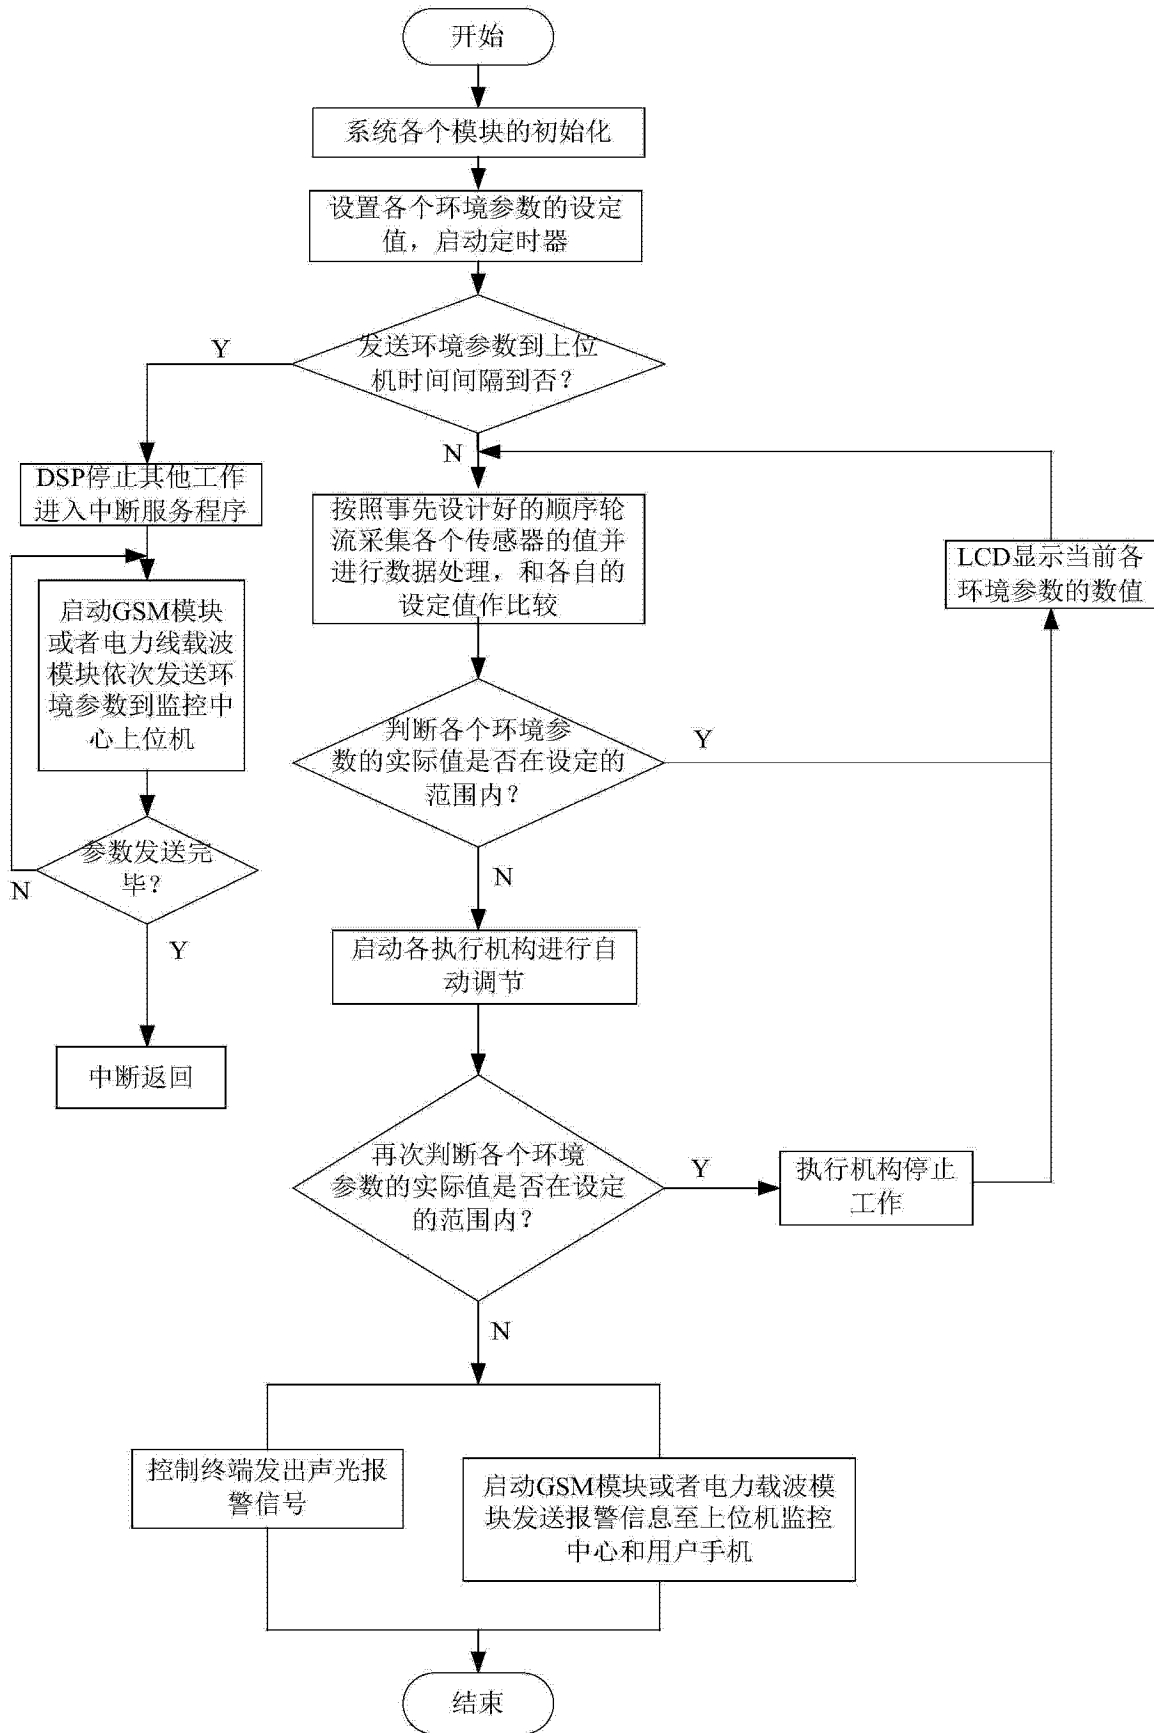 开始
系统各个模块的初始化
设置各个环境参数的设定
值，启动定时器
发送环境参数到上位
机时间间隔到否？
Y
N
DSP停止其他工作
进入中断服务程序
启动GSM模块
或者电力线载波
模块依次发送环
境参数到监控中
心上位机
参数发送完
毕？
N
Y
中断返回
按照事先设计好的顺序轮
流采集各个传感器的值并
进行数据处理，和各自的
设定值作比较
LCD显示当前各
环境参数的数值
判断各个环境参
数的实际值是否在设定的
范围内？
Y
N
启动各执行机构进行自
动调节
再次判断各个环境
参数的实际值是否在设定
的范围内？
Y
执行机构停止
工作
N
控制终端发出声光报
警信号
启动GSM模块或者电力载波模
块发送报警信息至上位机监控
中心和用户手机
结束